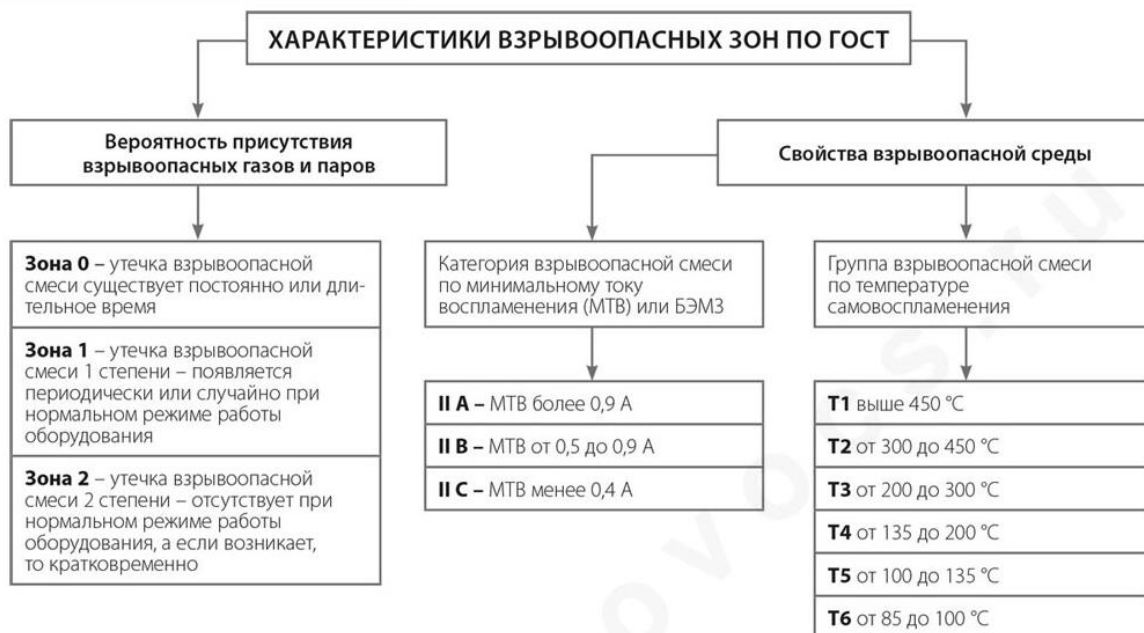 ХАРАКТЕРИСТИКИ ВЗРЫВООПАСНЫХ ЗОН ПО ГОСТ
Вероятность присутствия
взрывоопасных газов и паров
Зона 0 – утечка взрывоопасной
смеси существует постоянно или дли-
тельное время
Зона 1 – утечка взрывоопасной
смеси 1 степени – появляется
периодически или случайно при
нормальном режиме работы
оборудования
Зона 2 – утечка взрывоопасной
смеси 2 степени – отсутствует при
нормальном режиме работы
оборудования, а если возникает,
то кратковременно
Свойства взрывоопасной среды
Категория взрывоопасной смеси
по минимальному току
воспламенения (МТВ) или БЭМЗ
II A – МТВ более 0,9 А
II B – МТВ от 0,5 до 0,9 А
II C – МТВ менее 0,4 А
Группа взрывоопасной смеси
по температуре
самовоспламенения
T1 выше 450 °C
T2 от 300 до 450 °C
T3 от 200 до 300 °C
T4 от 135 до 200 °C
T5 от 100 до 135 °C
T6 от 85 до 100 °C